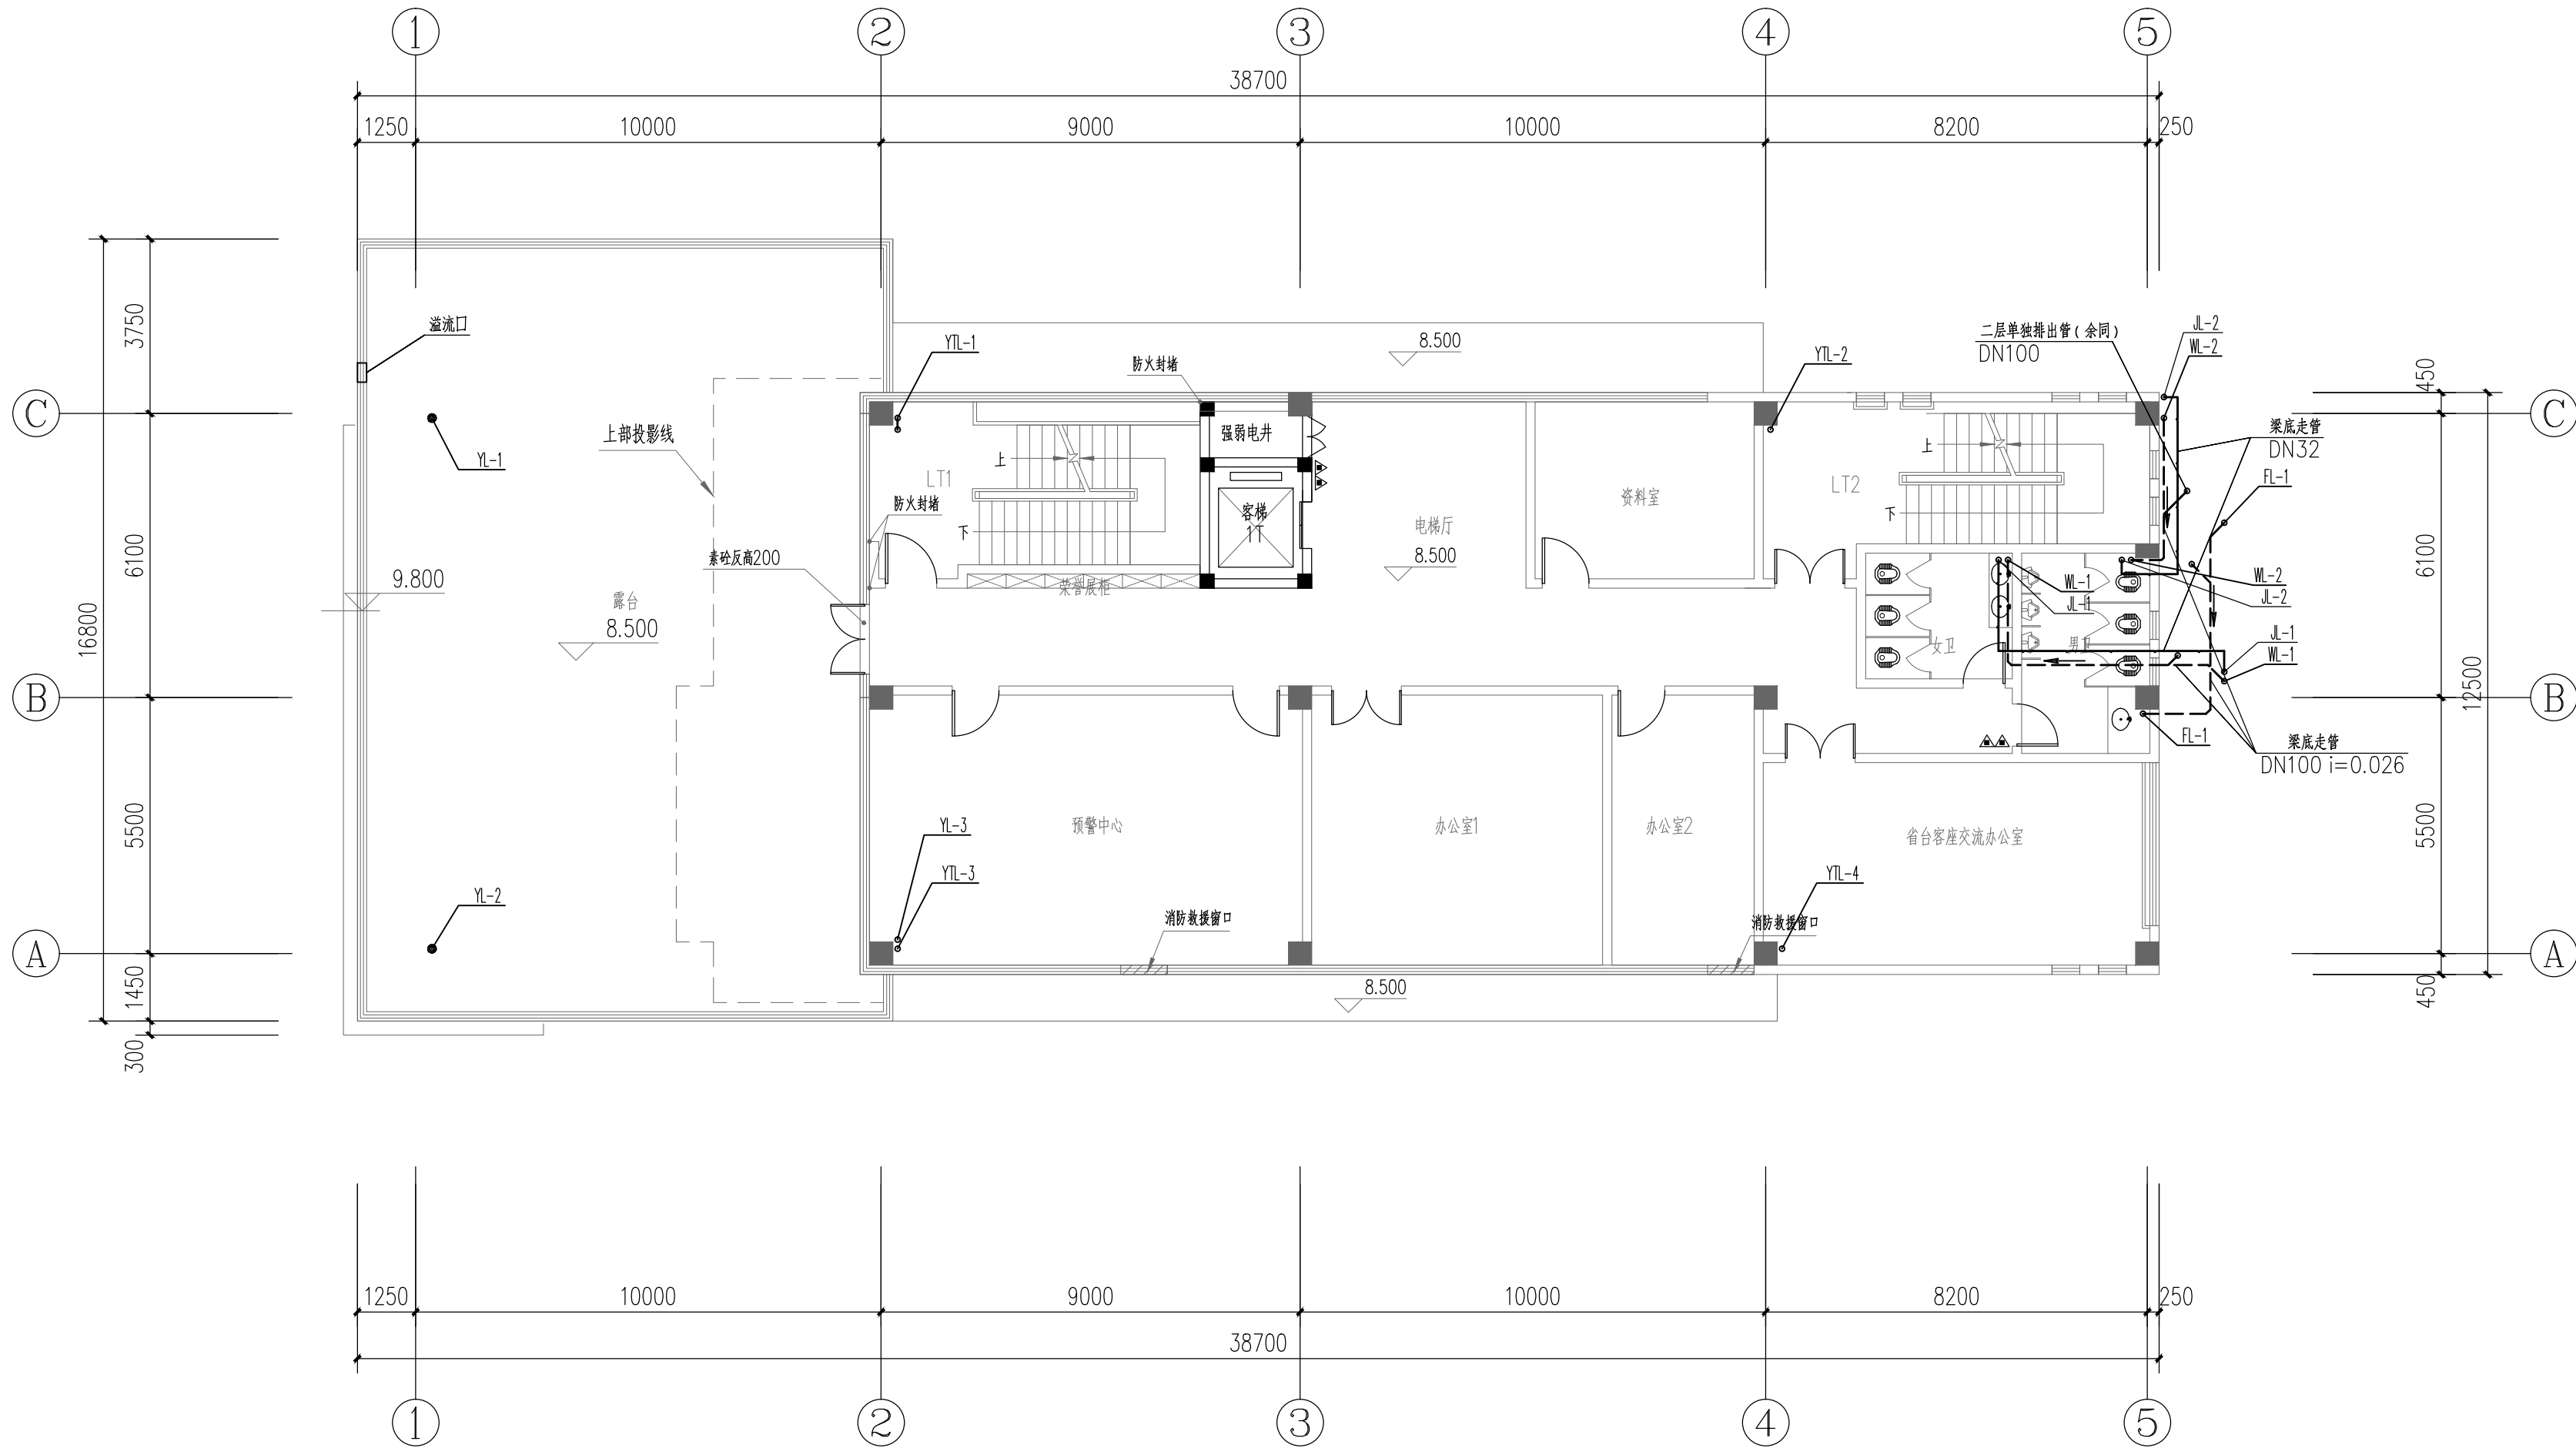 1
2
3
4
5
38700
1250
10000
9000
10000
8200
250
3750
6100
16800
5500
1450
300
C
B
A
溢流口
YTL-1
防火封堵
8.500
YTL-2
二层单独排出管(余同)
DN100
JL-2
WL-2
450
C
上部投影线
YL-1
LT1
上
下
强弱电井
客梯
1T
防火封堵
素砼反高200
荣誉展柜
电梯厅
8.500
资料室
LT2
上
下
梁底走管
DN32
FL-1
6100
12500
9.800
露台
8.500
WL-1
JL-1
WL-2
JL-2
女卫
男卫
JL-1
WL-1
B
FL-1
梁底走管
DN100 i=0.026
YL-3
YTL-3
预警中心
办公室1
办公室2
省台客座交流办公室
5500
YL-2
消防救援窗口
YTL-4
消防救援窗口
A
450
8.500
1250
10000
9000
10000
8200
250
38700
1
2
3
4
5